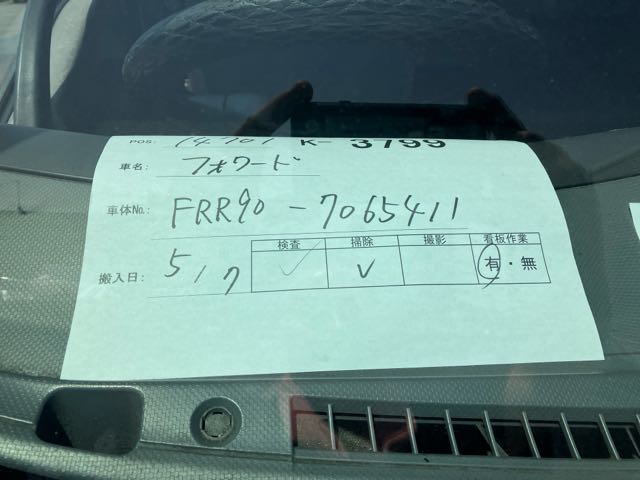 POS: 14701 K- 3799
車名: フォワード
車体No.: FRR90-7065411
検査 掃除 撮影 看板作業
搬入日: 5/7 ✓ ✓ 有・無